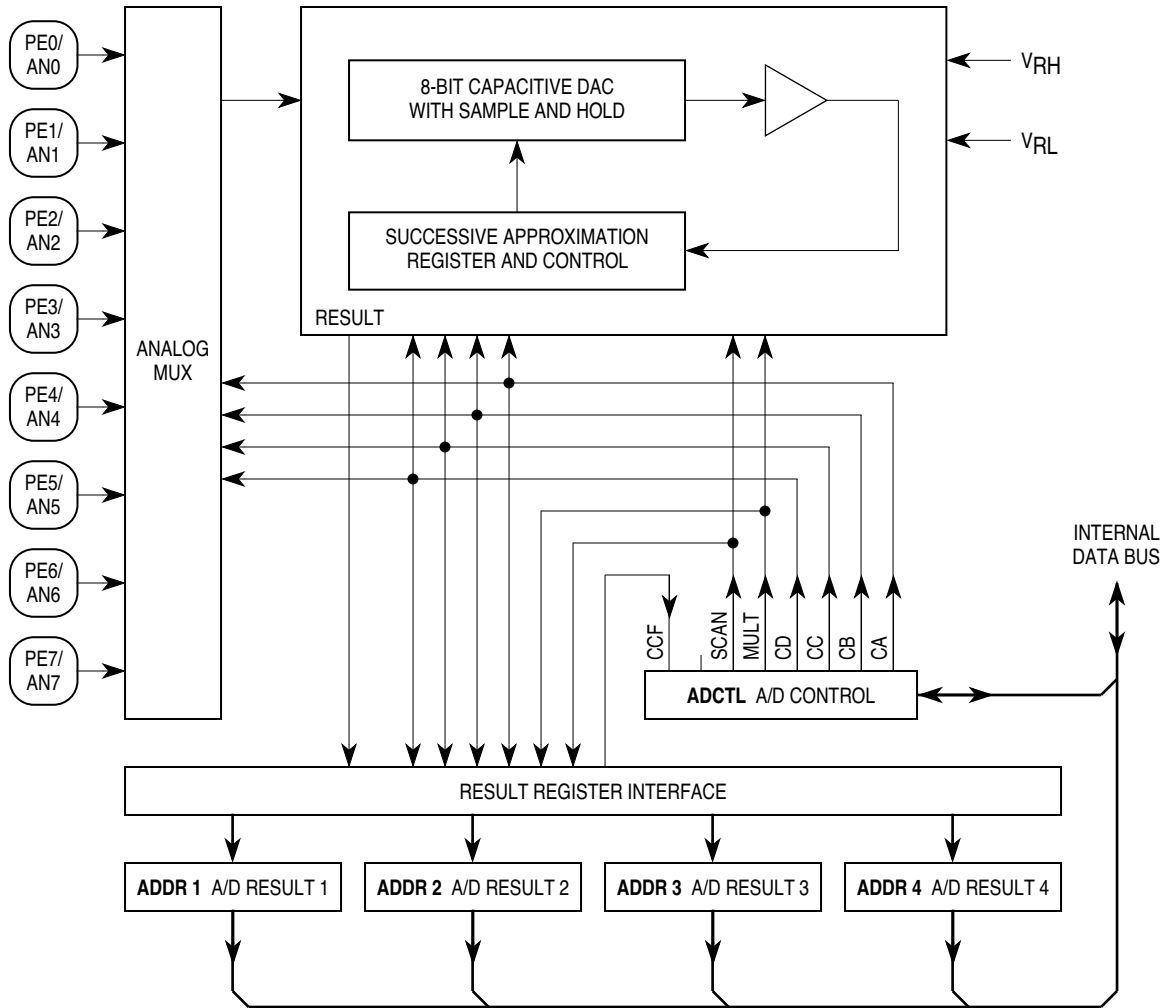 PE0/
AN0
PE1/
AN1
PE2/
AN2
PE3/
AN3
PE4/
AN4
PE5/
AN5
PE6/
AN6
PE7/
AN7
ANALOG
MUX
8-BIT CAPACITIVE DAC
WITH SAMPLE AND HOLD
SUCCESSIVE APPROXIMATION
REGISTER AND CONTROL
RESULT
VRH
VRL
INTERNAL
DATA BUS
CCF
SCAN
MULT
CD
CC
CB
CA
ADCTL A/D CONTROL
RESULT REGISTER INTERFACE
ADDR 1 A/D RESULT 1
ADDR 2 A/D RESULT 2
ADDR 3 A/D RESULT 3
ADDR 4 A/D RESULT 4